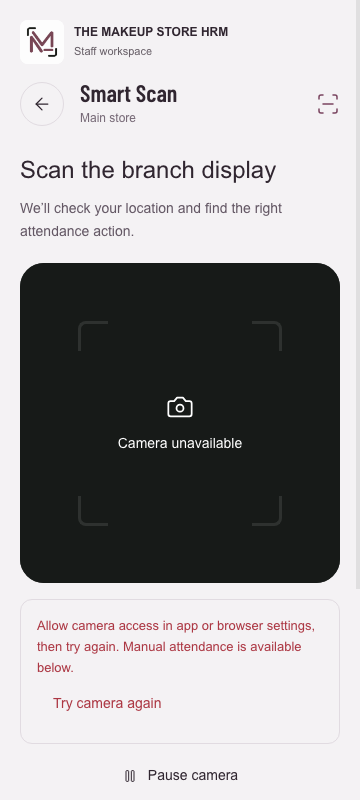 THE MAKEUP STORE HRM
Staff workspace
Smart Scan
Main store
Scan the branch display
We'll check your location and find the right
attendance action.
Camera unavailable
Allow camera access in app or browser settings,
then try again. Manual attendance is available
below.
Try camera again
Pause camera